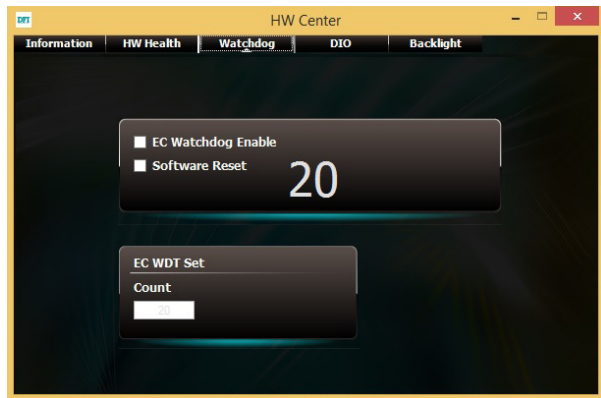 DFI HW Center
Information HW Health Watchdog DIO Backlight
EC Watchdog Enable
Software Reset
20
EC WDT Set
Count
20